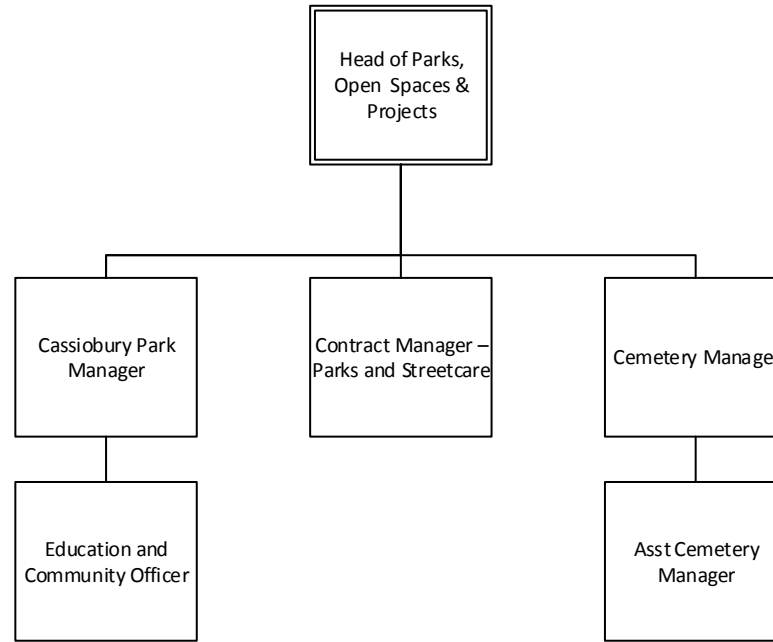 Head of Parks,
Open Spaces &
Projects
Cassiobury Park
Manager
Contract Manager –
Parks and Streetcare
Cemetery Manage
Education and
Community Officer
Asst Cemetery
Manager